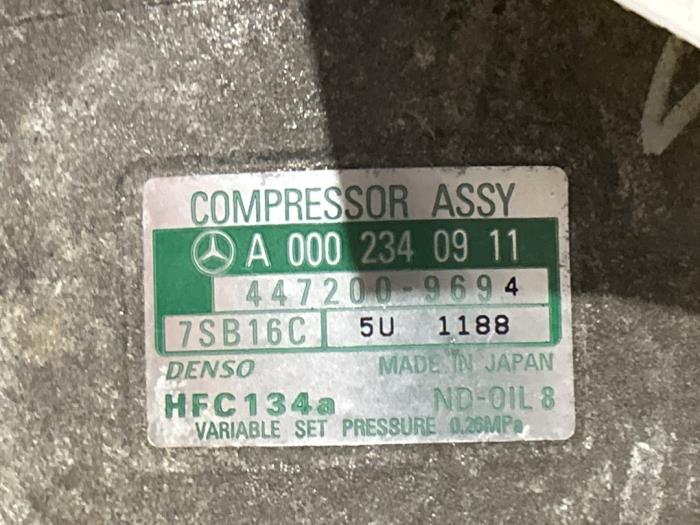 COMPRESSOR ASSY
A 000 234 09 11
447200-9694
7SB16C 5U 1188
DENSO MADE IN JAPAN
HFC134a ND-OIL 8
VARIABLE SET PRESSURE 0.26MPa